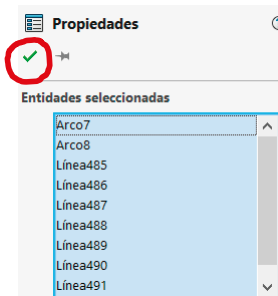 Propiedades
Entidades seleccionadas
Arco7
Arco8
Línea485
Línea486
Línea487
Línea488
Línea489
Línea490
Línea491